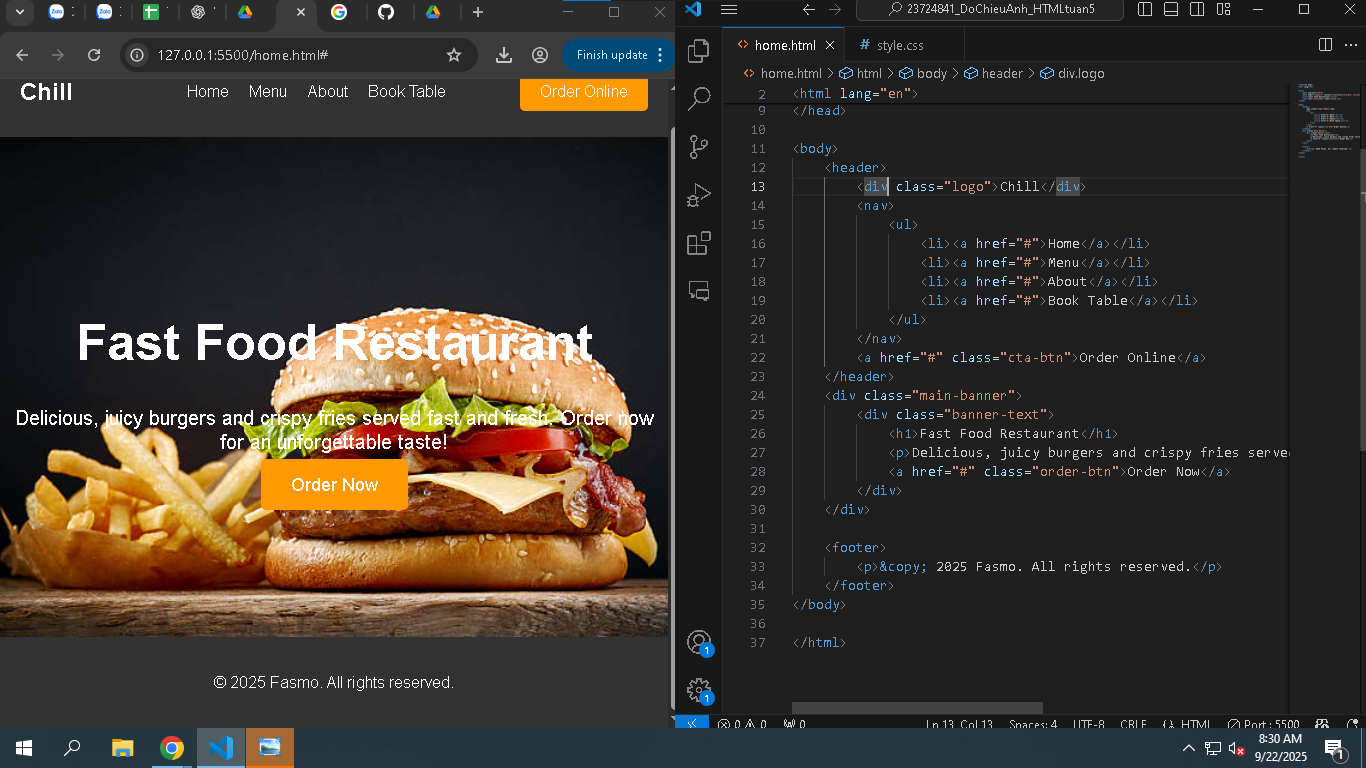 127.0.0.1:5500/home.html#
Finish update
Chill
Home Menu About Book Table
Order Online
Fast Food Restaurant
Delicious, juicy burgers and crispy fries served fast and fresh. Order now
for an unforgettable taste!
Order Now
© 2025 Fasmo. All rights reserved.
23724841_DoChieuAnh_HTMLtuan5
home.html
# style.css
home.html > html > body > header > div.logo
2 <html lang="en">
9 </head>
10
11 <body>
12 <header>
13 <div class="logo">Chill</div>
14 <nav>
15 <ul>
16 <li><a href="#">Home</a></li>
17 <li><a href="#">Menu</a></li>
18 <li><a href="#">About</a></li>
19 <li><a href="#">Book Table</a></li>
20 </ul>
21 </nav>
22 <a href="#" class="cta-btn">Order Online</a>
23 </header>
24 <div class="main-banner">
25 <div class="banner-text">
26 <h1>Fast Food Restaurant</h1>
27 <p>Delicious, juicy burgers and crispy fries serve
28 <a href="#" class="order-btn">Order Now</a>
29 </div>
30 </div>
31
32 <footer>
33 <p>&copy; 2025 Fasmo. All rights reserved.</p>
34 </footer>
35 </body>
36
37 </html>
1
1
0 0 0 Ln 13, Col 13 Spaces: 4 UTF-8 CRLF HTML Port : 5500
8:30 AM
9/22/2025
1